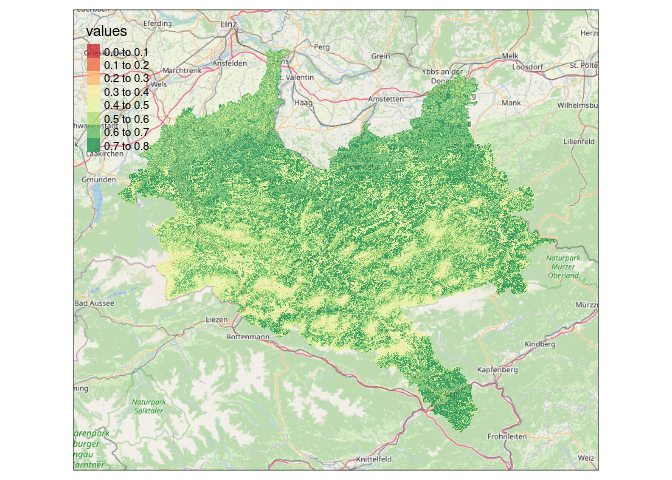 Eferding
Linz
Herzo
values
Grieskirchen
0.0 to 0.1
0.1 to 0.2
0.2 to 0.3
0.3 to 0.4
0.4 to 0.5
0.5 to 0.6
0.6 to 0.7
0.7 to 0.8
Perg
Grein
Melk
Ansfelden
Marchtrenk
Wels
St. Valentin
Ybbs an der
Donau
Loosdorf
St. Pölte
Haag
Amstetten
Mank
Wilhelmsbu
Laakirchen
Lilienfeld
Gmunden
Naturpark
Mürzer
Oberland
Bad Aussee
Liezen
Rottenmann
Mürzz
Kindberg
Kapfenberg
Naturpark
Sölktäler
Frohnleiten
Knittelfeld
Weiz